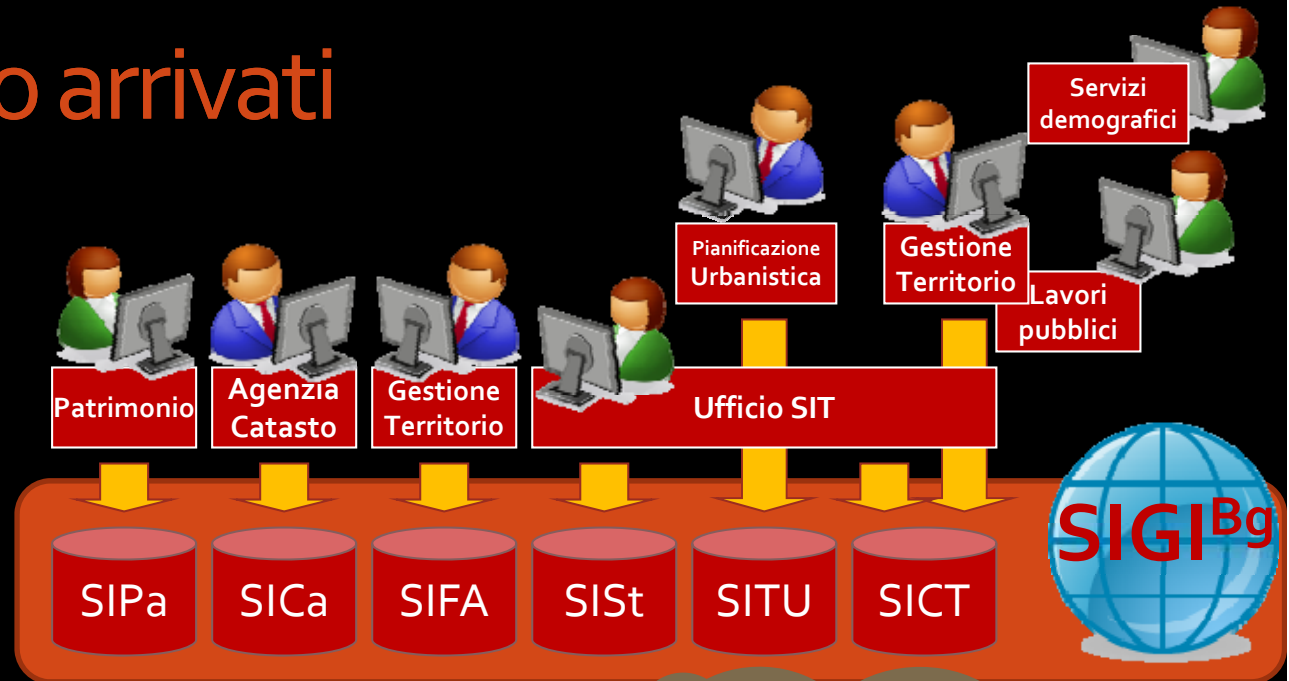 o arrivati
Servizi
demografici
Pianificazione
Urbanistica
Gestione
Territorio
Lavori
pubblici
Patrimonio
Agenzia
Catasto
Gestione
Territorio
Ufficio SIT
SIGIBg
SIPa
SICa
SIFA
SISt
SITU
SICT